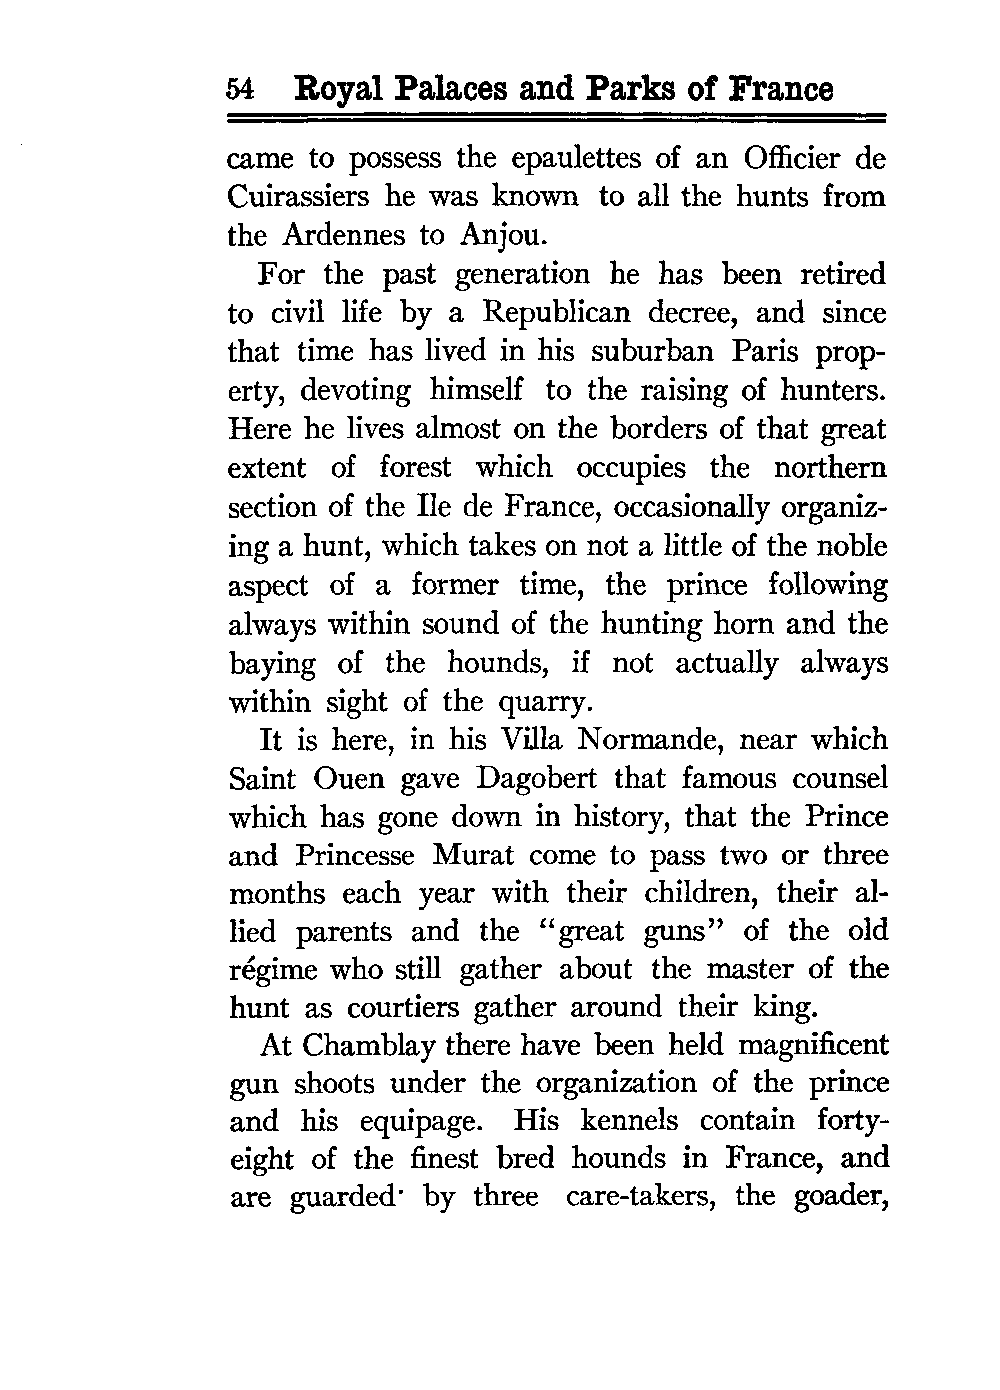 54 Royal Palaces and Parks of France
came to possess the epaulettes of an Officier de
Cuirassiers he was known to all the hunts from
the Ardennes to Anjou.
For the past generation he has been retired
to civil life by a Republican decree, and since
that time has lived in his suburban Paris prop-
erty, devoting himself to the raising of hunters.
Here he lives almost on the borders of that great
extent of forest which occupies the northern
section of the Ile de France, occasionally organiz-
ing a hunt, which takes on not a little of the noble
aspect of a former time, the prince following
always within sound of the hunting horn and the
baying of the hounds, if not actually always
within sight of the quarry.
It is here, in his Villa Normande, near which
Saint Ouen gave Dagobert that famous counsel
which has gone down in history, that the Prince
and Princesse Murat come to pass two or three
months each year with their children, their al-
lied parents and the “great guns” of the old
régime who still gather about the master of the
hunt as courtiers gather around their king.
At Chamblay there have been held magnificent
gun shoots under the organization of the prince
and his equipage. His kennels contain forty-
eight of the finest bred hounds in France, and
are guarded by three care-takers, the goader,